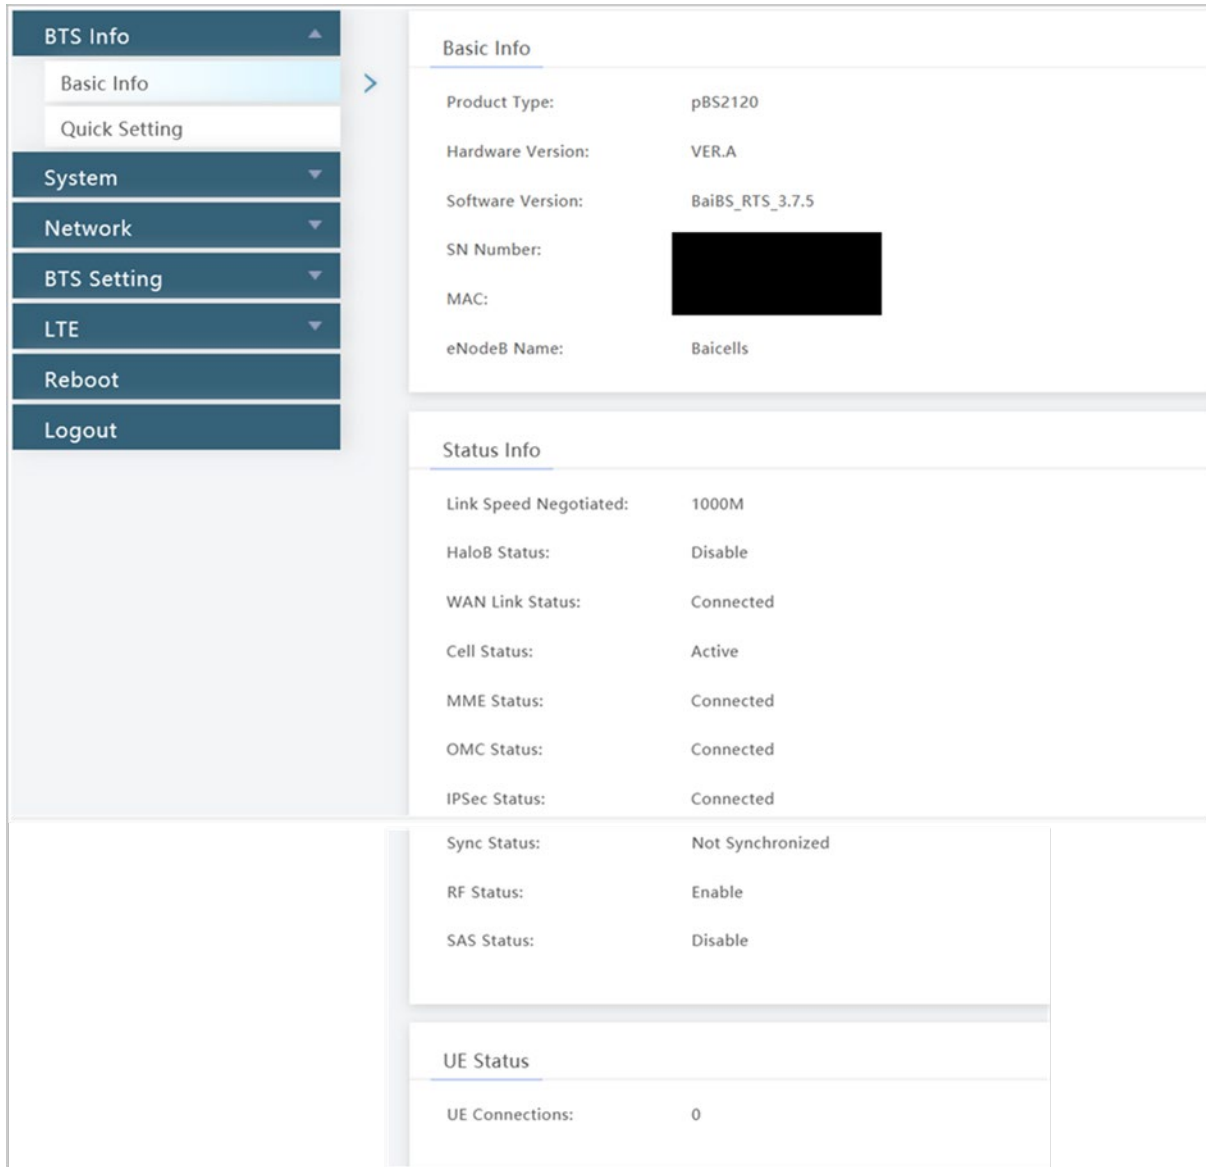 BTS Info
Basic Info
Quick Setting
System
Network
BTS Setting
LTE
Reboot
Logout
Basic Info
Product Type: pBS2120
Hardware Version: VER.A
Software Version: BaiBS_RTS_3.7.5
SN Number:
MAC:
eNodeB Name: Baicells
Status Info
Link Speed Negotiated: 1000M
HaloB Status: Disable
WAN Link Status: Connected
Cell Status: Active
MME Status: Connected
OMC Status: Connected
IPSec Status: Connected
Sync Status: Not Synchronized
RF Status: Enable
SAS Status: Disable
UE Status
UE Connections: 0